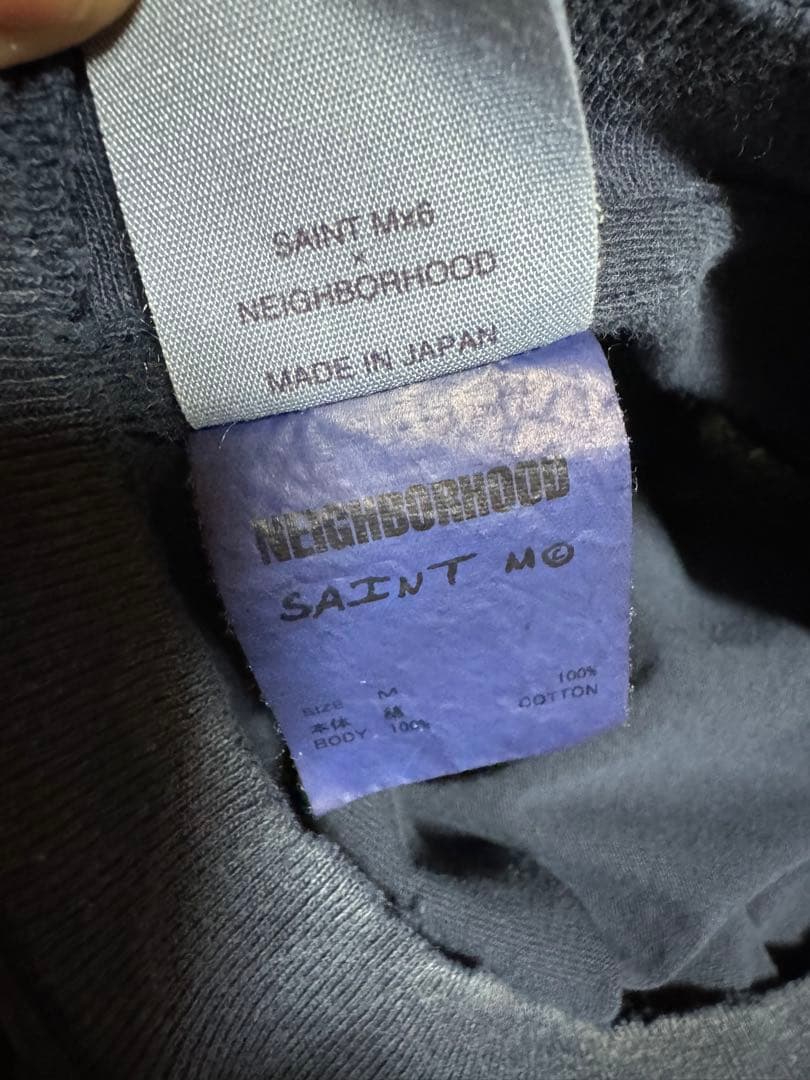 SAINT Mx6
×
NEIGHBORHOOD
MADE IN JAPAN
NEIGHBORHOOD
SAINT M©
SIZE M
本体 綿 100%
BODY 100% COTTON